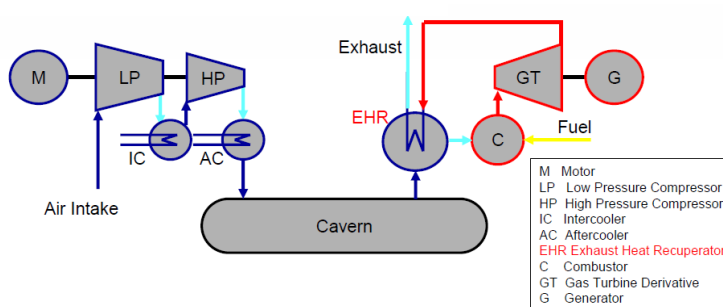 Exhaust
M
LP
HP
GT
G
EHR
C
Fuel
IC
AC
Air Intake
Cavern
M Motor
LP Low Pressure Compressor
HP High Pressure Compressor
IC Intercooler
AC Aftercooler
EHR Exhaust Heat Recuperator
C Combustor
GT Gas Turbine Derivative
G Generator